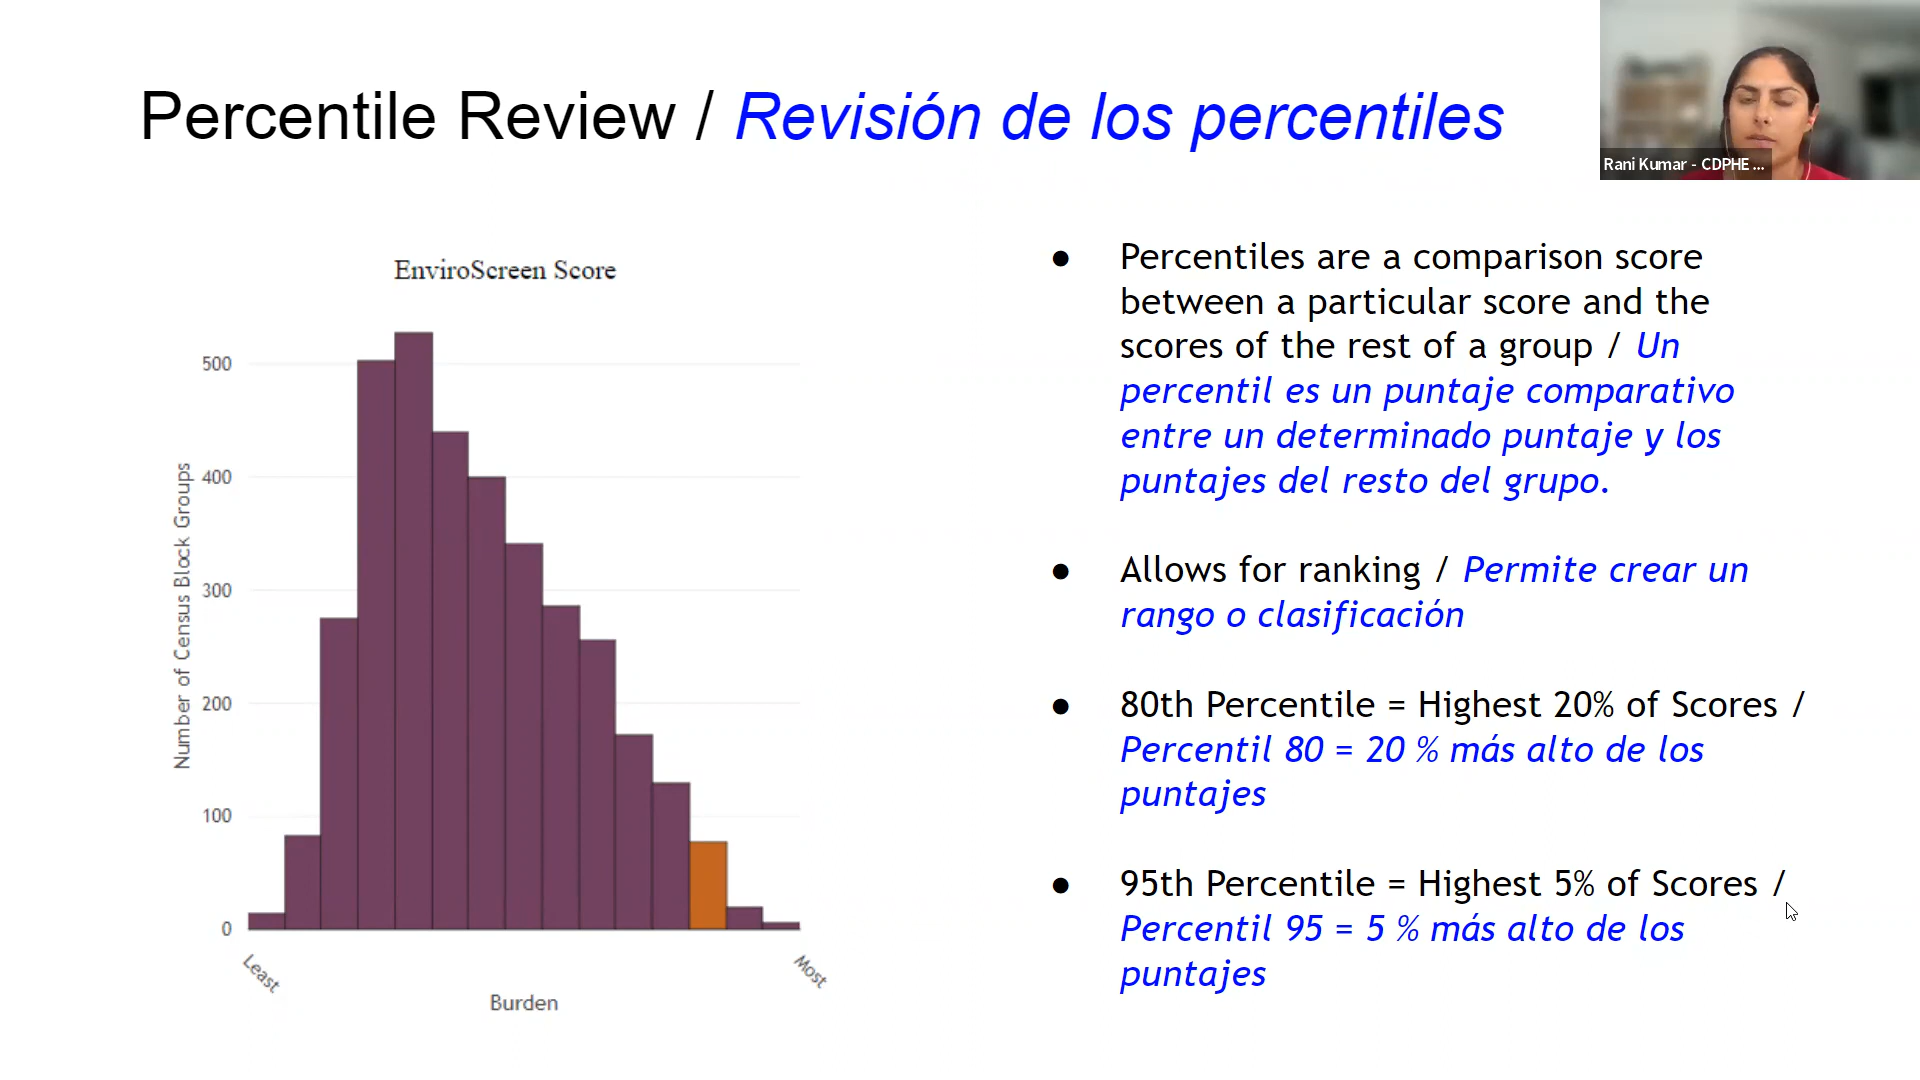 Percentile Review / Revisión de los percentiles
Rani Kumar - CDPHE ...
EnviroScreen Score
Number of Census Block Groups
500
400
300
200
100
0
Least
Most
Burden
● Percentiles are a comparison score
between a particular score and the
scores of the rest of a group / Un
percentil es un puntaje comparativo
entre un determinado puntaje y los
puntajes del resto del grupo.
● Allows for ranking / Permite crear un
rango o clasificación
● 80th Percentile = Highest 20% of Scores /
Percentil 80 = 20 % más alto de los
puntajes
● 95th Percentile = Highest 5% of Scores /
Percentil 95 = 5 % más alto de los
puntajes